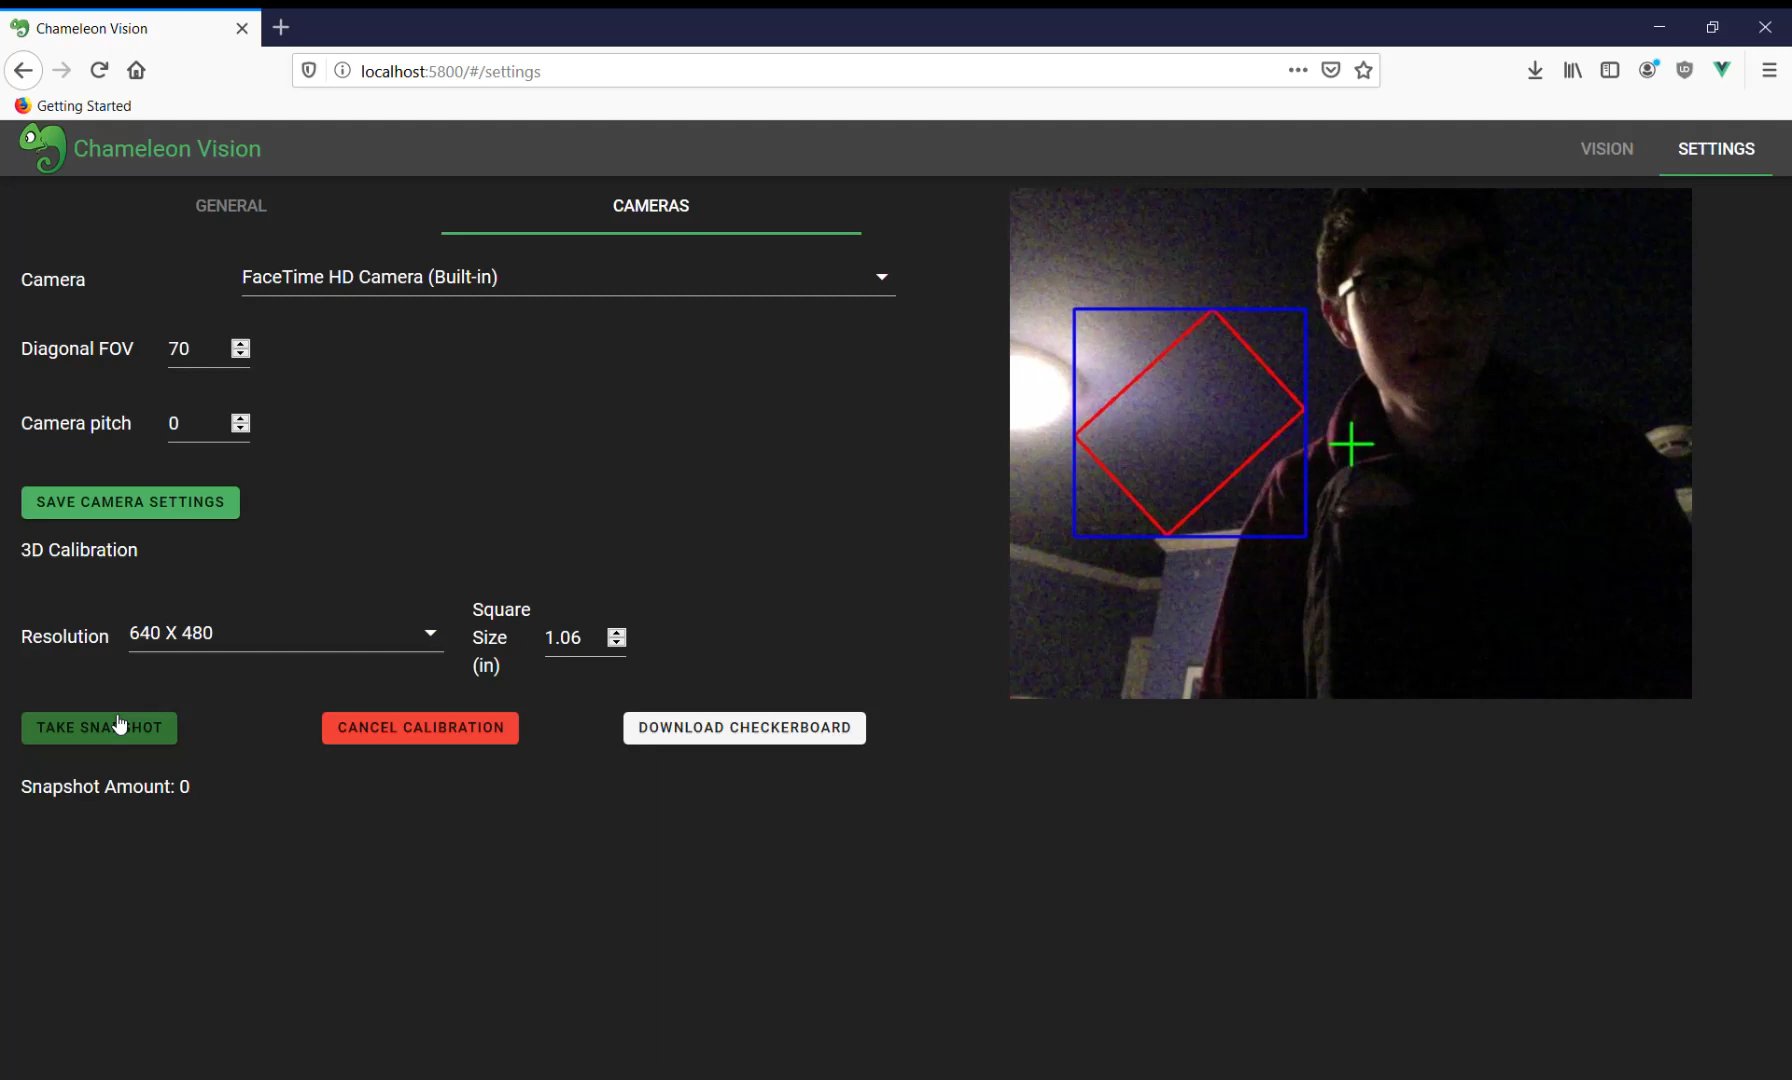 Chameleon Vision
localhost:5800/#/settings
Getting Started
Chameleon Vision
VISION
SETTINGS
GENERAL
CAMERAS
Camera
FaceTime HD Camera (Built-in)
Diagonal FOV
70
Camera pitch
0
SAVE CAMERA SETTINGS
3D Calibration
Resolution
640 X 480
Square
Size
(in)
1.06
TAKE SNAPSHOT
CANCEL CALIBRATION
DOWNLOAD CHECKERBOARD
Snapshot Amount: 0